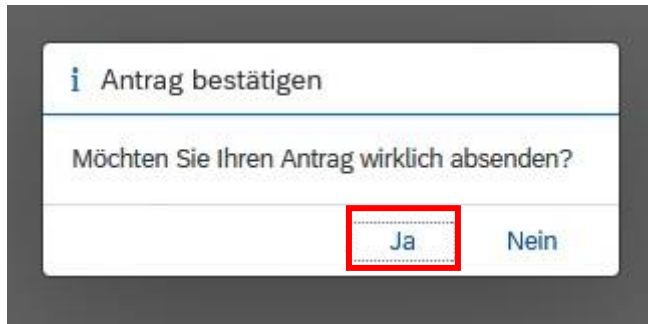 i Antrag bestätigen
Möchten Sie Ihren Antrag wirklich absenden?
Ja Nein